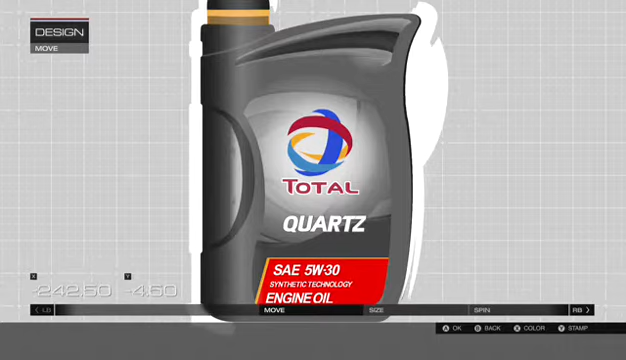 DESIGN
MOVE
TOTAL
QUARTZ
SAE 5W-30
SYNTHETIC TECHNOLOGY
ENGINE OIL
X Y
-242.50 -4.50
LB MOVE SIZE SPIN RB
A OK B BACK X COLOR Y STAMP